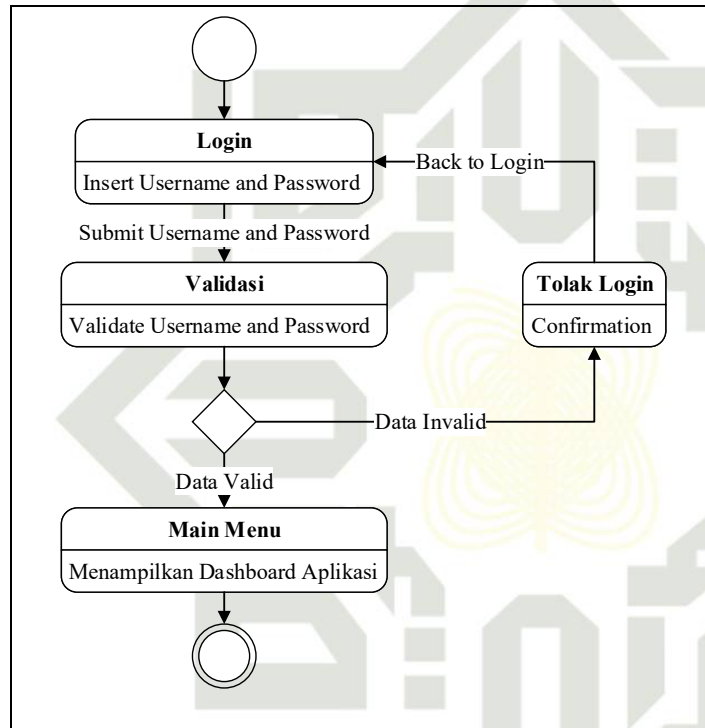 Login
Insert Username and Password
Back to Login
Submit Username and Password
Validasi
Validate Username and Password
Tolak Login
Confirmation
Data Invalid
Data Valid
Main Menu
Menampilkan Dashboard Aplikasi